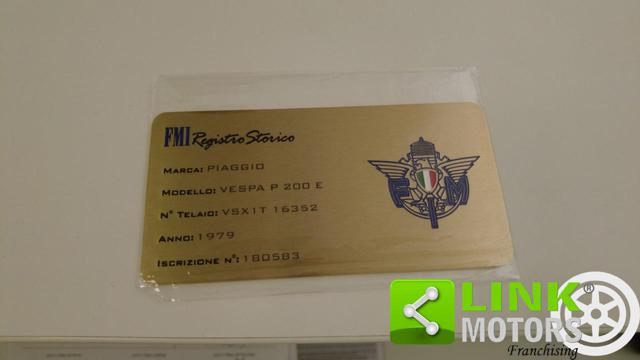 FMI Registro Storico
MARCA: PIAGGIO
MODELLO: VESPA P 200 E
N° TELAIO: VSX1T 16352
ANNO: 1979
ISCRIZIONE N°: 180583
F M
LINK
MOTORS
®
Franchising